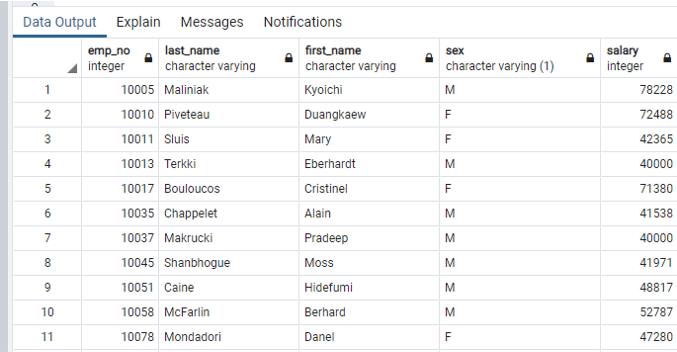 Data Output Explain Messages Notifications
emp_no last_name first_name sex salary
integer character varying character varying character varying (1) integer
1 10005 Maliniak Kyoichi M 78228
2 10010 Piveteau Duangkaew F 72488
3 10011 Sluis Mary F 42365
4 10013 Terkki Eberhardt M 40000
5 10017 Bouloucos Cristinel F 71380
6 10035 Chappelet Alain M 41538
7 10037 Makrucki Pradeep M 40000
8 10045 Shanbhogue Moss M 41971
9 10051 Caine Hidefumi M 48817
10 10058 McFarlin Berhard M 52787
11 10078 Mondadori Danel F 47280